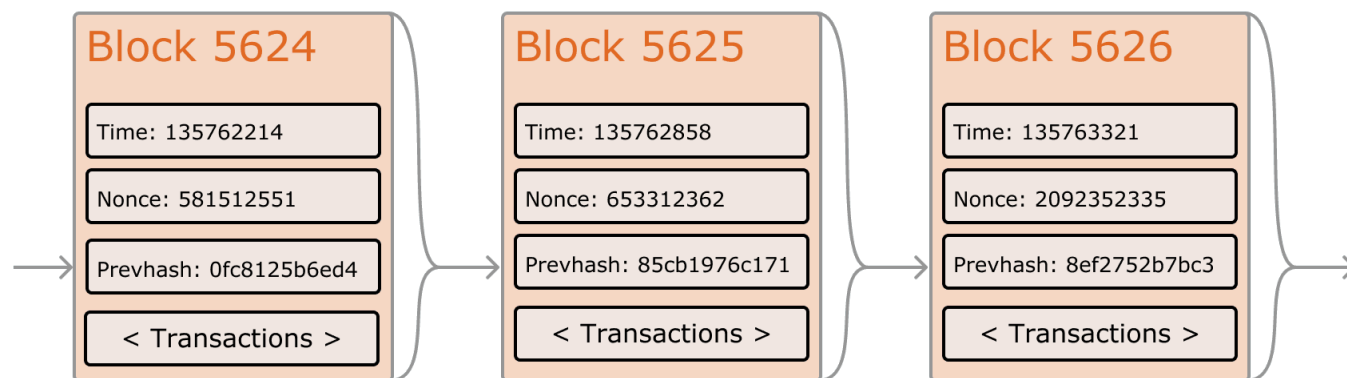 Block 5624
Time: 135762214
Nonce: 581512551
Prevhash: 0fc8125b6ed4
< Transactions >
Block 5625
Time: 135762858
Nonce: 653312362
Prevhash: 85cb1976c171
< Transactions >
Block 5626
Time: 135763321
Nonce: 2092352335
Prevhash: 8ef2752b7bc3
< Transactions >